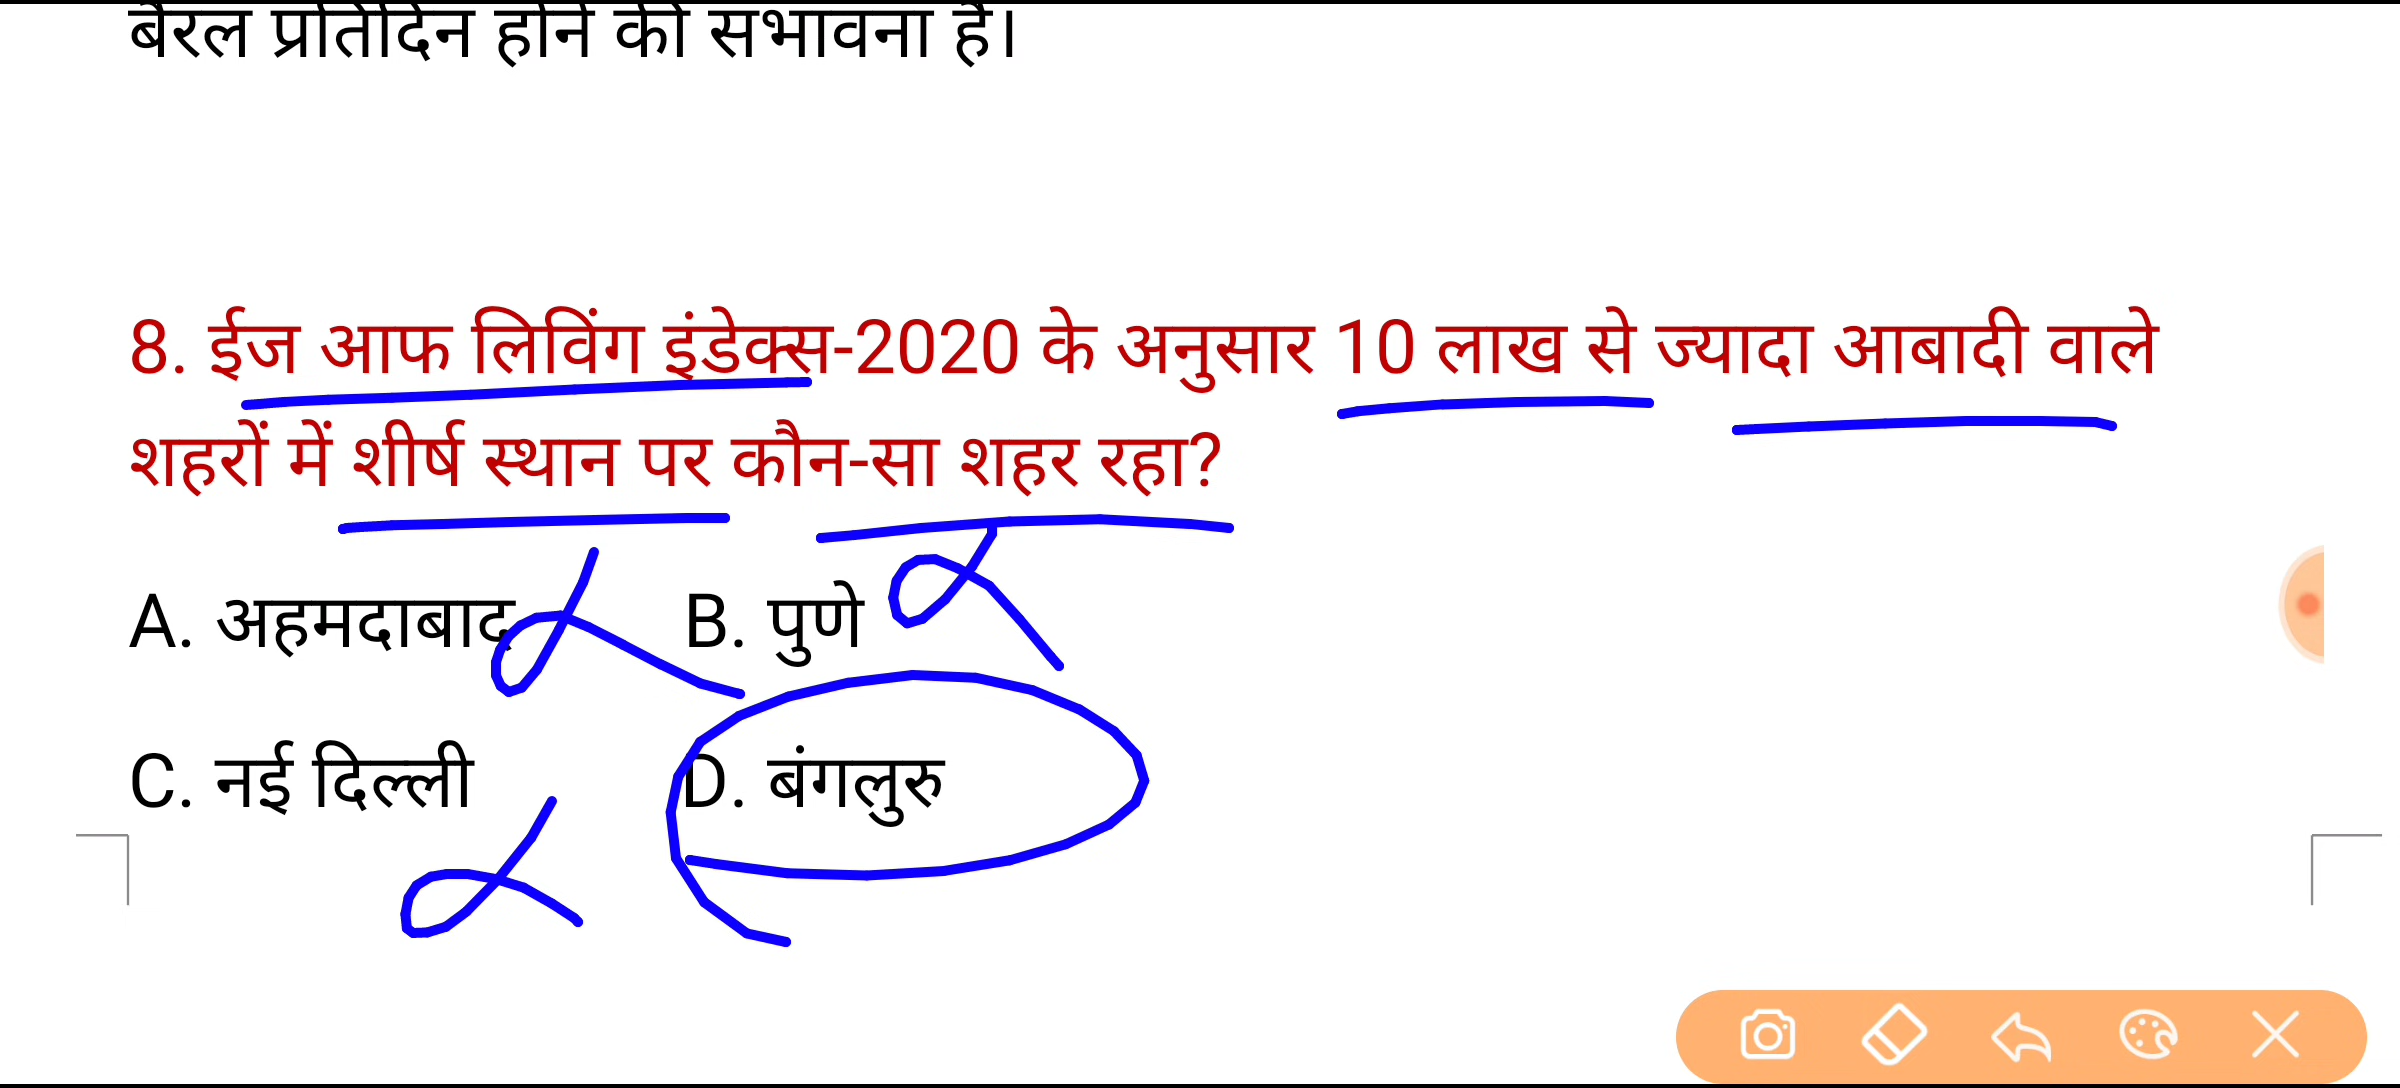 बैरल प्रतिदिन होने की संभावना है।
8. ईज आफ लिविंग इंडेक्स-2020 के अनुसार 10 लाख से ज्यादा आबादी वाले
शहरों में शीर्ष स्थान पर कौन-सा शहर रहा?
A. अहमदाबाद B. पुणे
C. नई दिल्ली D. बंगलुरु